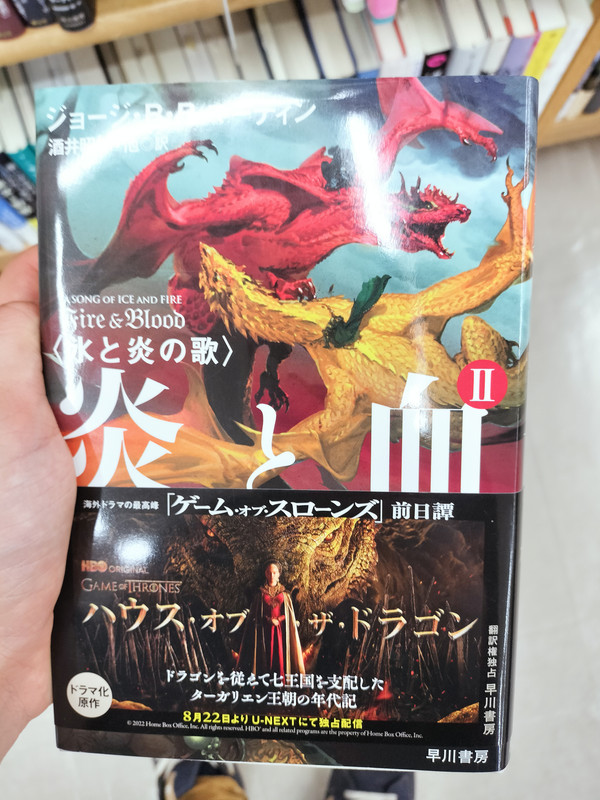 ジョージ・R・R・マーティン
酒井 他 訳
A SONG OF ICE AND FIRE
Fire & Blood
〈氷と炎の歌〉
炎と血
II
海外ドラマの最高峰「ゲーム・オブ・スローンズ」前日譚
HBO ORIGINAL
GAME OF THRONES
ハウス・オブ・ザ・ドラゴン
ドラゴンを従えて七王国を支配した
ターガリエン王朝の年代記
ドラマ化
原作
8月22日より U-NEXTにて独占配信
© 2022 Home Box Office, Inc. All rights reserved. HBO® and all related programs are the property of Home Box Office, Inc.
翻訳権独占 早川書房
早川書房